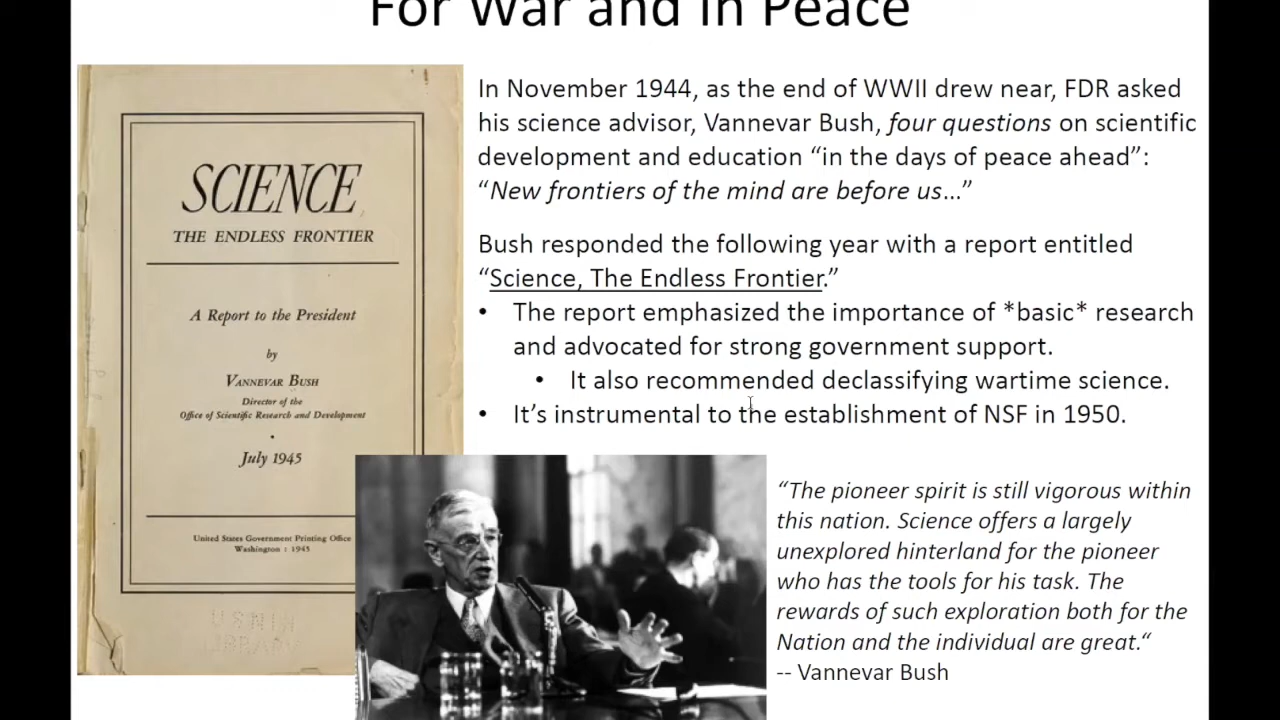 For War and in Peace
SCIENCE
THE ENDLESS FRONTIER
A Report to the President
by
VANNEVAR BUSH
Director of the
Office of Scientific Research and Development
July 1945
United States Government Printing Office
Washington : 1945
In November 1944, as the end of WWII drew near, FDR asked
his science advisor, Vannevar Bush, four questions on scientific
development and education “in the days of peace ahead”:
“New frontiers of the mind are before us…”
Bush responded the following year with a report entitled
“Science, The Endless Frontier.”
• The report emphasized the importance of *basic* research
and advocated for strong government support.
• It also recommended declassifying wartime science.
• It’s instrumental to the establishment of NSF in 1950.
“The pioneer spirit is still vigorous within
this nation. Science offers a largely
unexplored hinterland for the pioneer
who has the tools for his task. The
rewards of such exploration both for the
Nation and the individual are great.“
-- Vannevar Bush